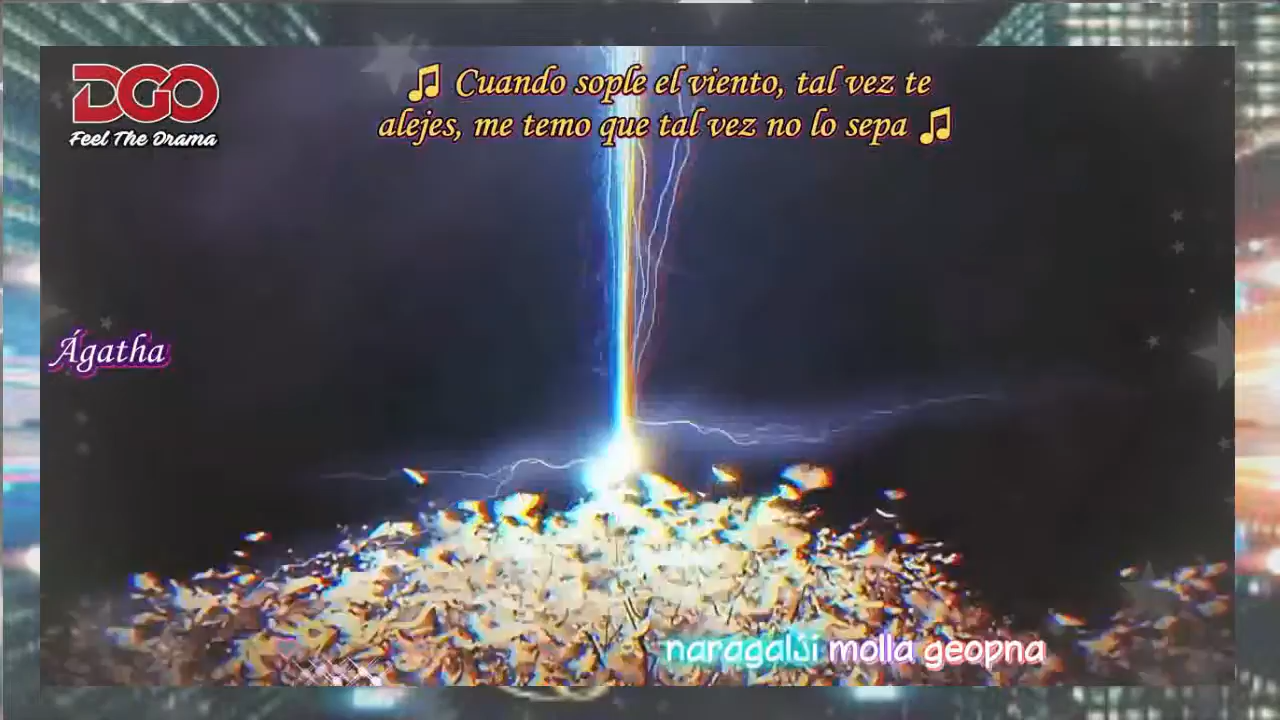 DGO
Feel The Drama
♫ Cuando sople el viento, tal vez te
alejes, me temo que tal vez no lo sepa ♫
Ágatha
naragalji molla geopna